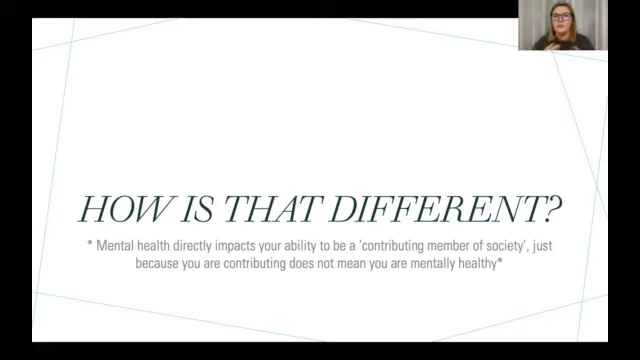 HOW IS THAT DIFFERENT?
* Mental health directly impacts your ability to be a 'contributing member of society', just
because you are contributing does not mean you are mentally healthy*